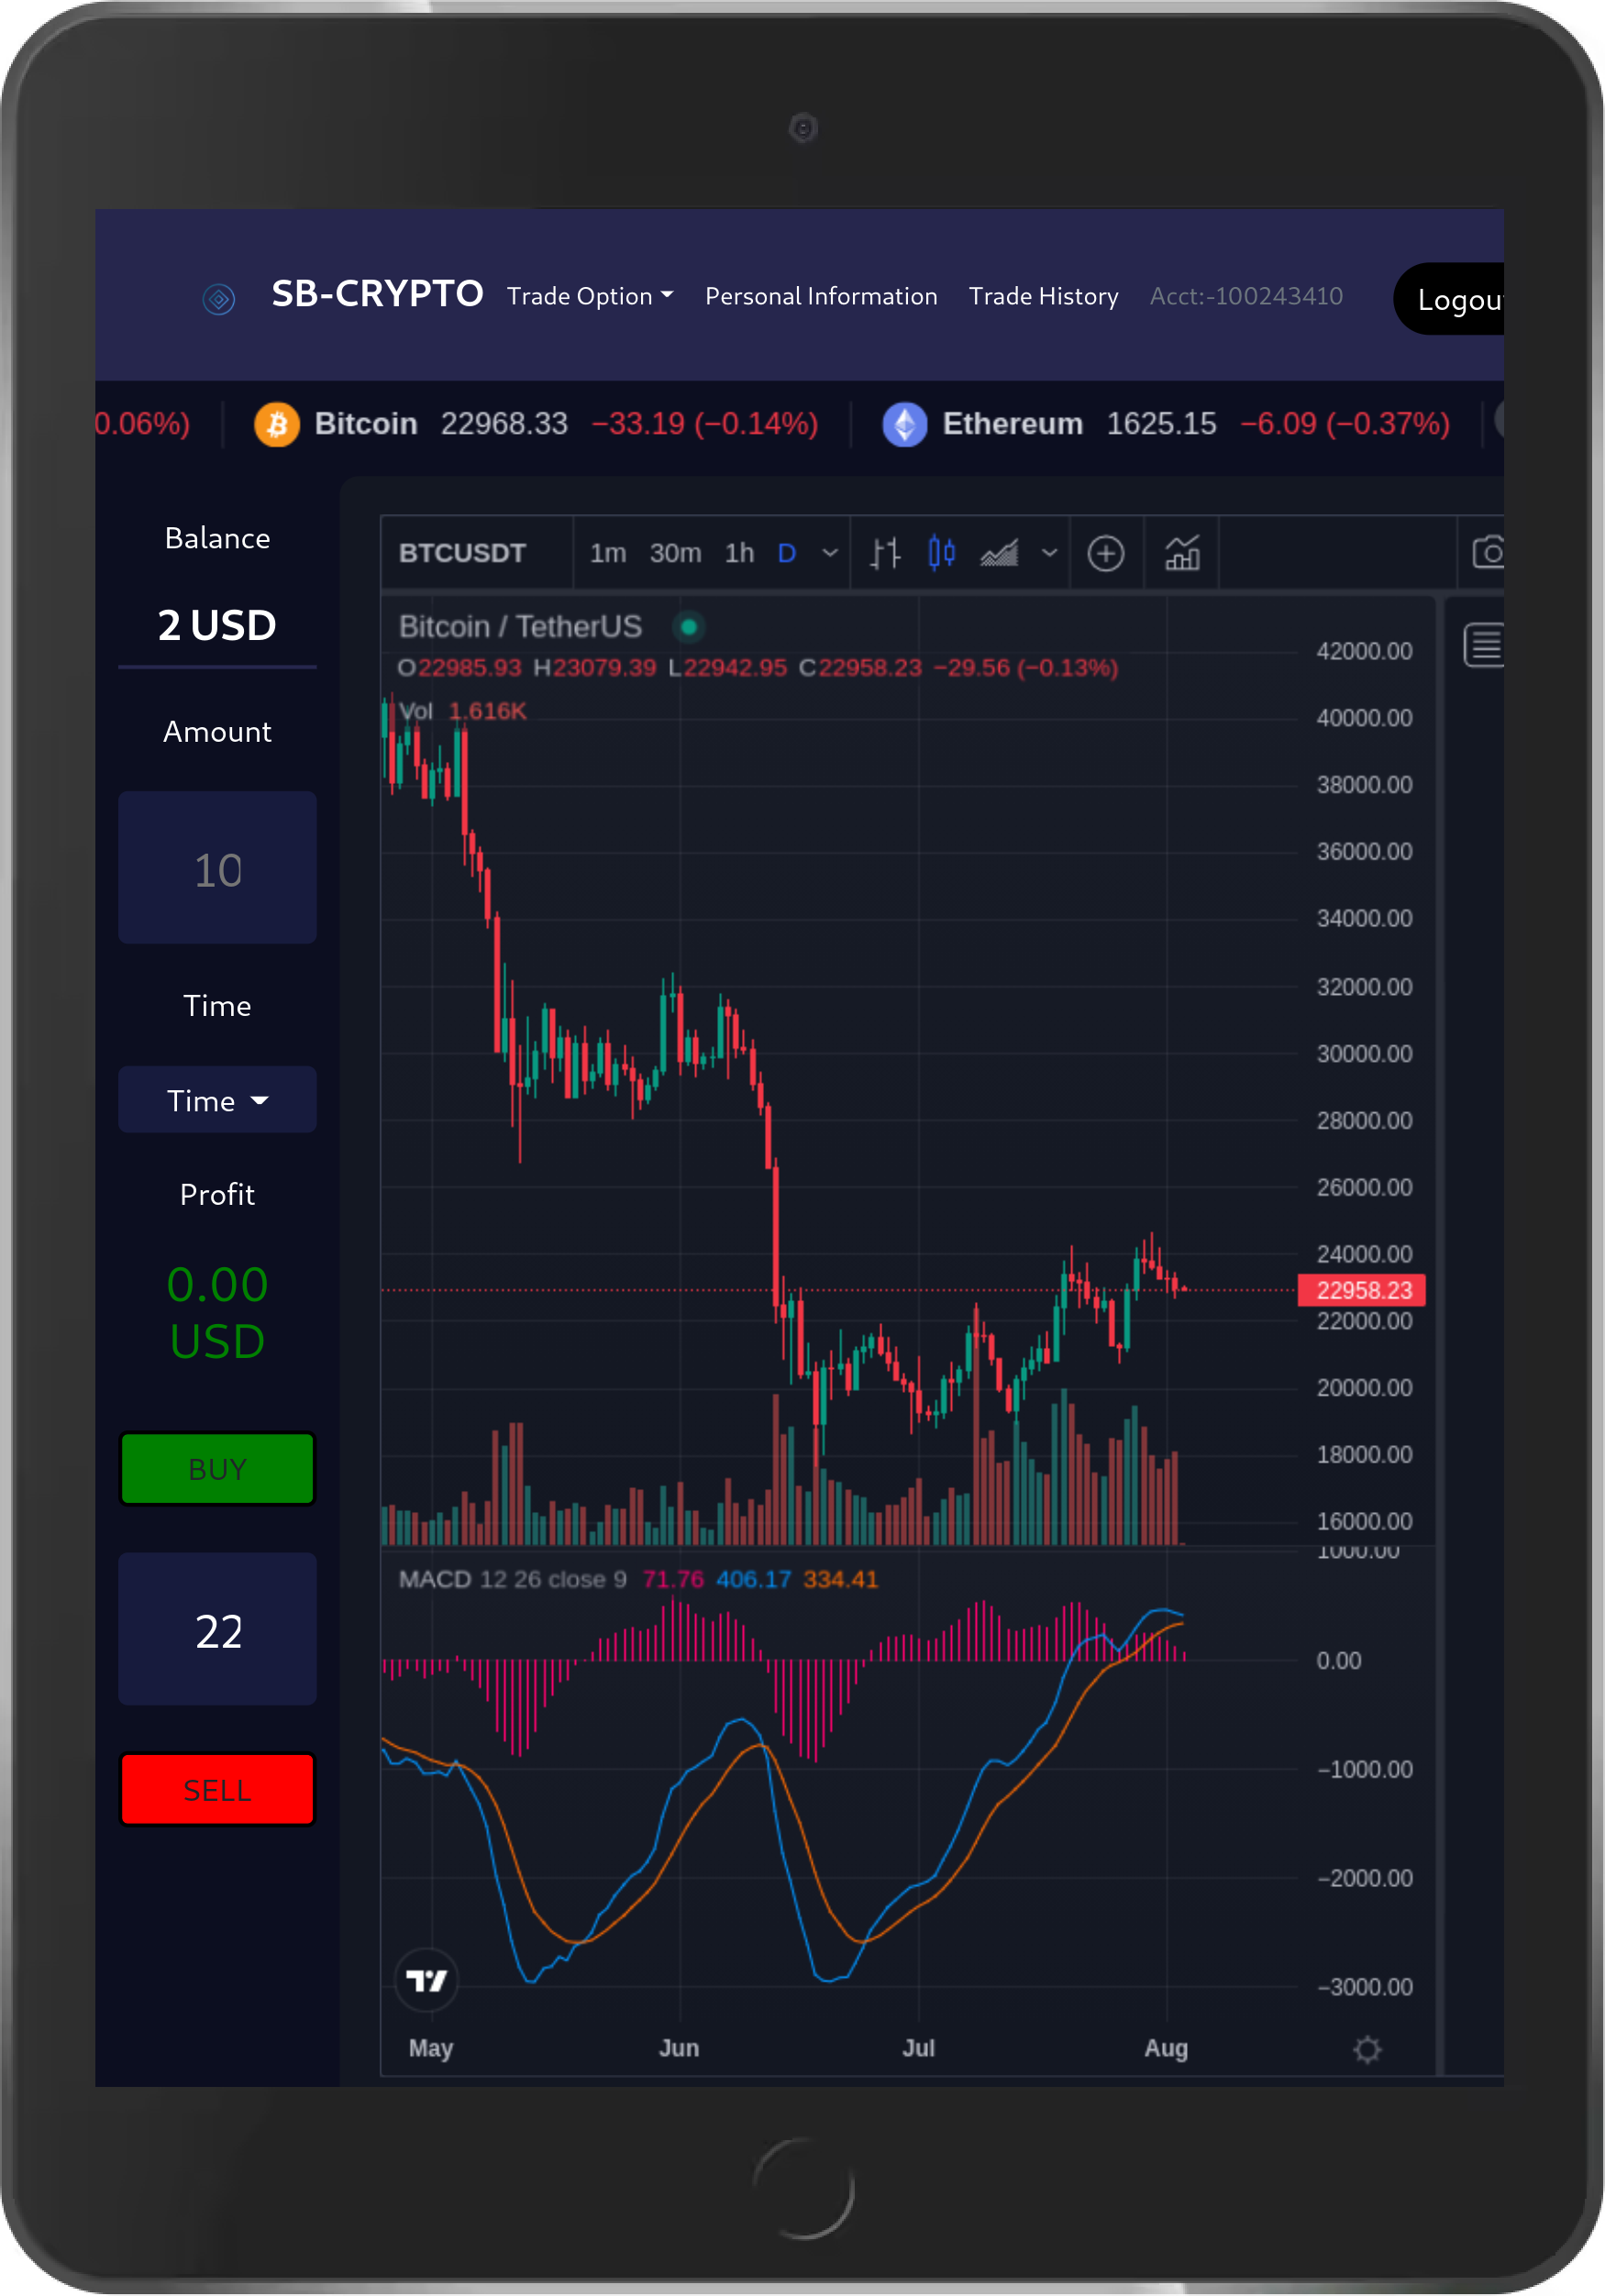 SB-CRYPTO Trade Option Personal Information Trade History Acct:-100243410 Logou
0.06%) Bitcoin 22968.33 −33.19 (−0.14%) Ethereum 1625.15 −6.09 (−0.37%)
Balance
2 USD
Amount
10
Time
Time
Profit
0.00
USD
BUY
22
SELL
BTCUSDT 1m 30m 1h D
Bitcoin / TetherUS
O22985.93 H23079.39 L22942.95 C22958.23 −29.56 (−0.13%)
Vol 1.616K
42000.00
40000.00
38000.00
36000.00
34000.00
32000.00
30000.00
28000.00
26000.00
24000.00
22958.23
22000.00
20000.00
18000.00
16000.00
1000.00
MACD 12 26 close 9 71.76 406.17 334.41
0.00
−1000.00
−2000.00
−3000.00
May Jun Jul Aug